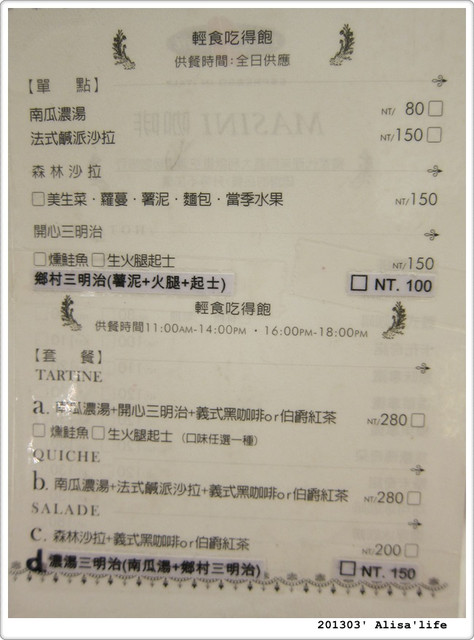 輕食吃得飽
供餐時間：全日供應
【單　點】
南瓜濃湯 NT/ 80 □
法式鹹派沙拉 NT/150 □
森林沙拉
□美生菜・蘿蔓・薯泥・麵包・當季水果 NT/150
開心三明治
□燻鮭魚□生火腿起士 NT/150
鄉村三明治(薯泥+火腿+起士) □ NT. 100
輕食吃得飽
供餐時間11:00AM-14:00PM ・16:00PM-18:00PM
【套　餐】
TARTINE
a. 南瓜濃湯+開心三明治+義式黑咖啡or伯爵紅茶 NT/280 □
□ 燻鮭魚 □生火腿起士 （口味任選一種）
QUICHE
b. 南瓜濃湯+法式鹹派沙拉+義式黑咖啡or伯爵紅茶 NT/280 □
SALADE
c. 森林沙拉+義式黑咖啡or伯爵紅茶 NT/200 □
d 濃湯三明治(南瓜湯+鄉村三明治) □ NT. 150
201303' Alisa'life